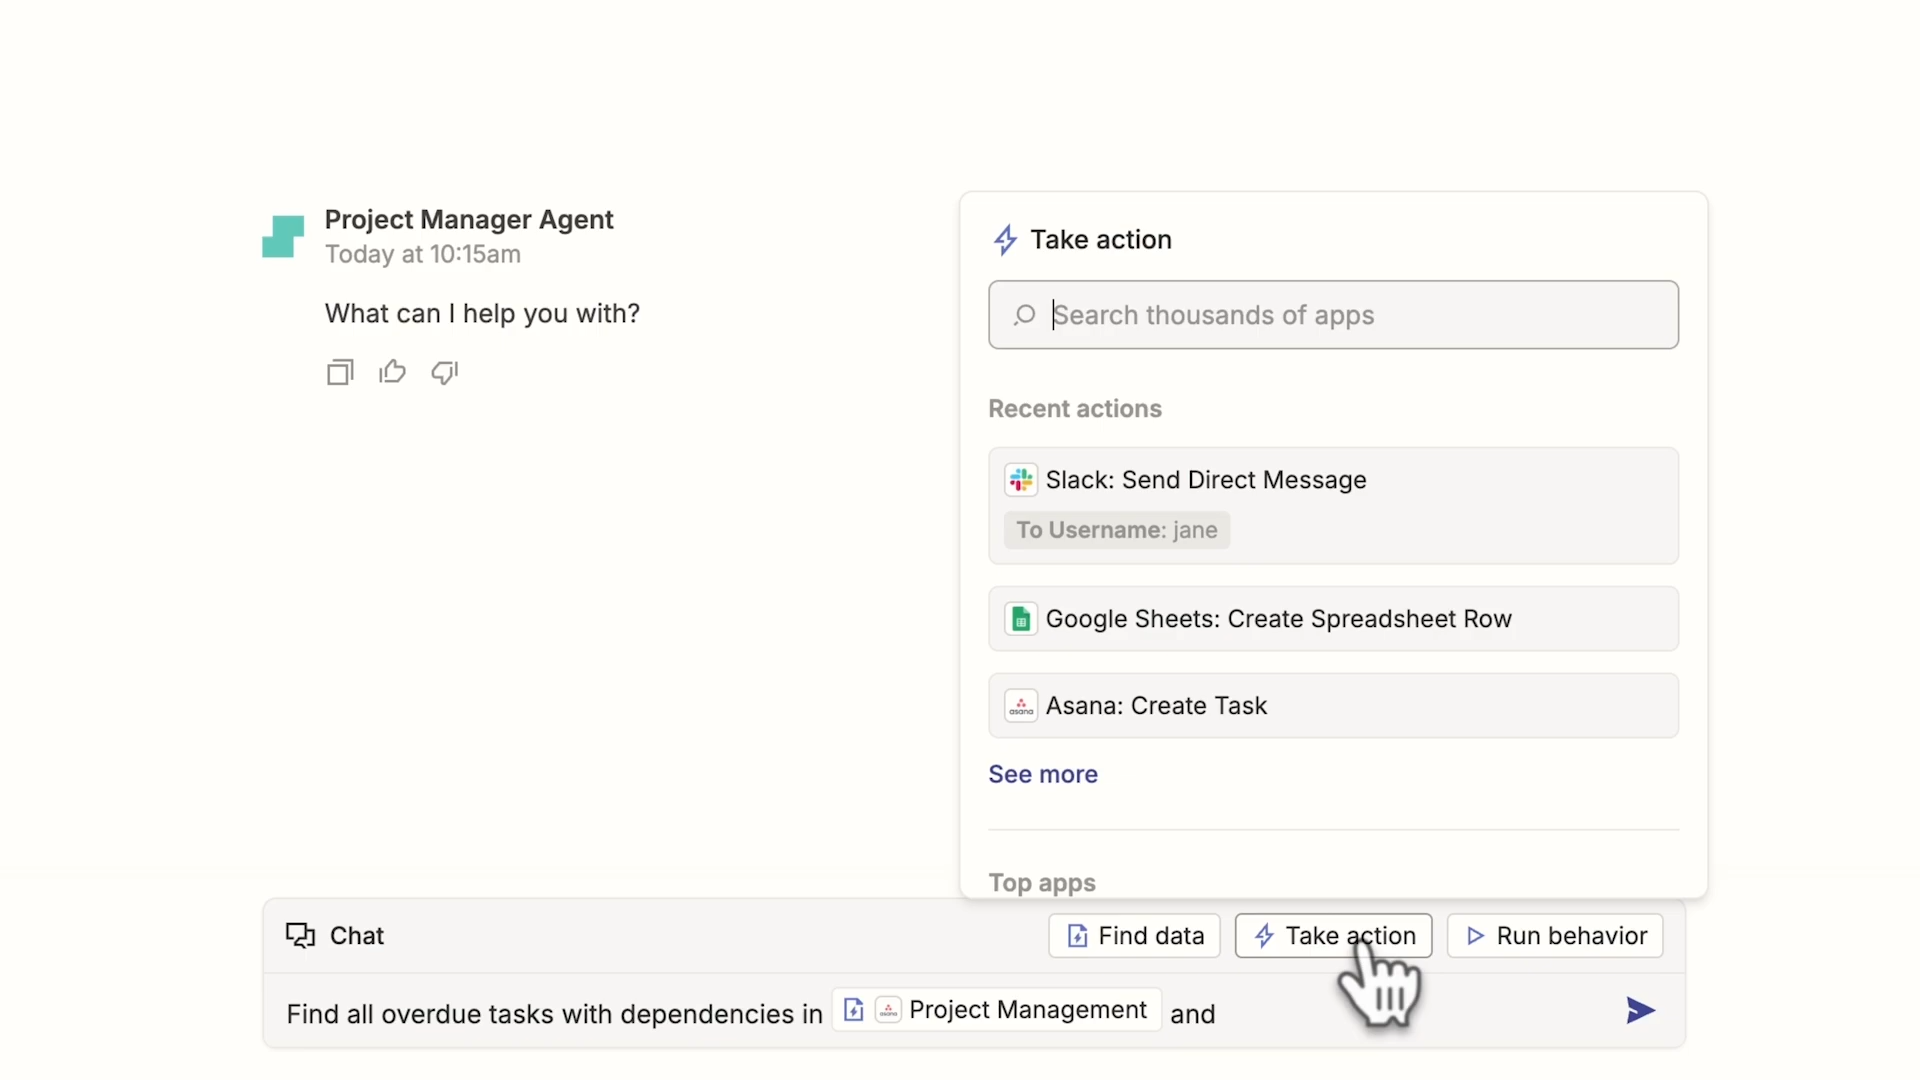 Project Manager Agent
Today at 10:15am
What can I help you with?
Take action
Search thousands of apps
Recent actions
Slack: Send Direct Message
To Username: jane
Google Sheets: Create Spreadsheet Row
asana
Asana: Create Task
See more
Top apps
Chat
Find data
Take action
Run behavior
Find all overdue tasks with dependencies in asana Project Management and